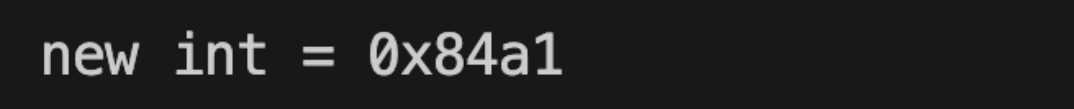 new int = 0x84a1